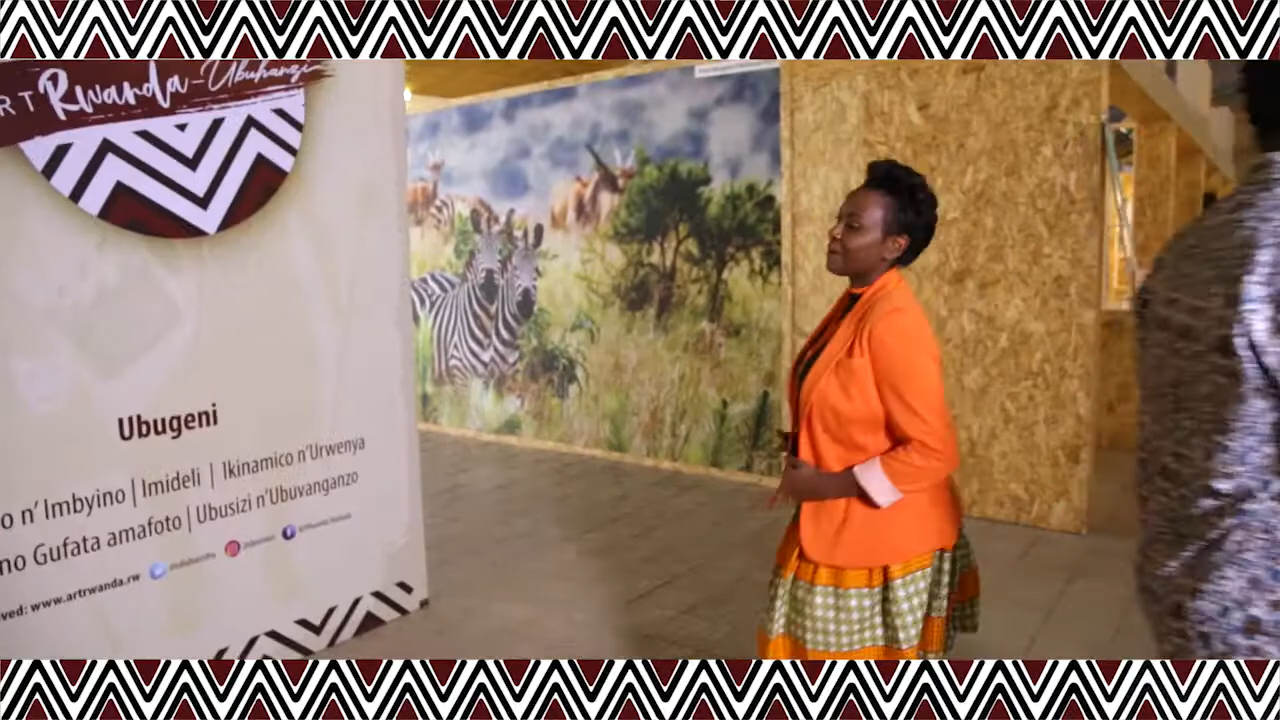 RT Rwanda-Ubuhanzi
Ubugeni
o n' Imbyino | Imideli | Ikinamico n'Urwenya
no Gufata amafoto | Ubusizi n'Ubuvanganzo
ved: www.artrwanda.rw